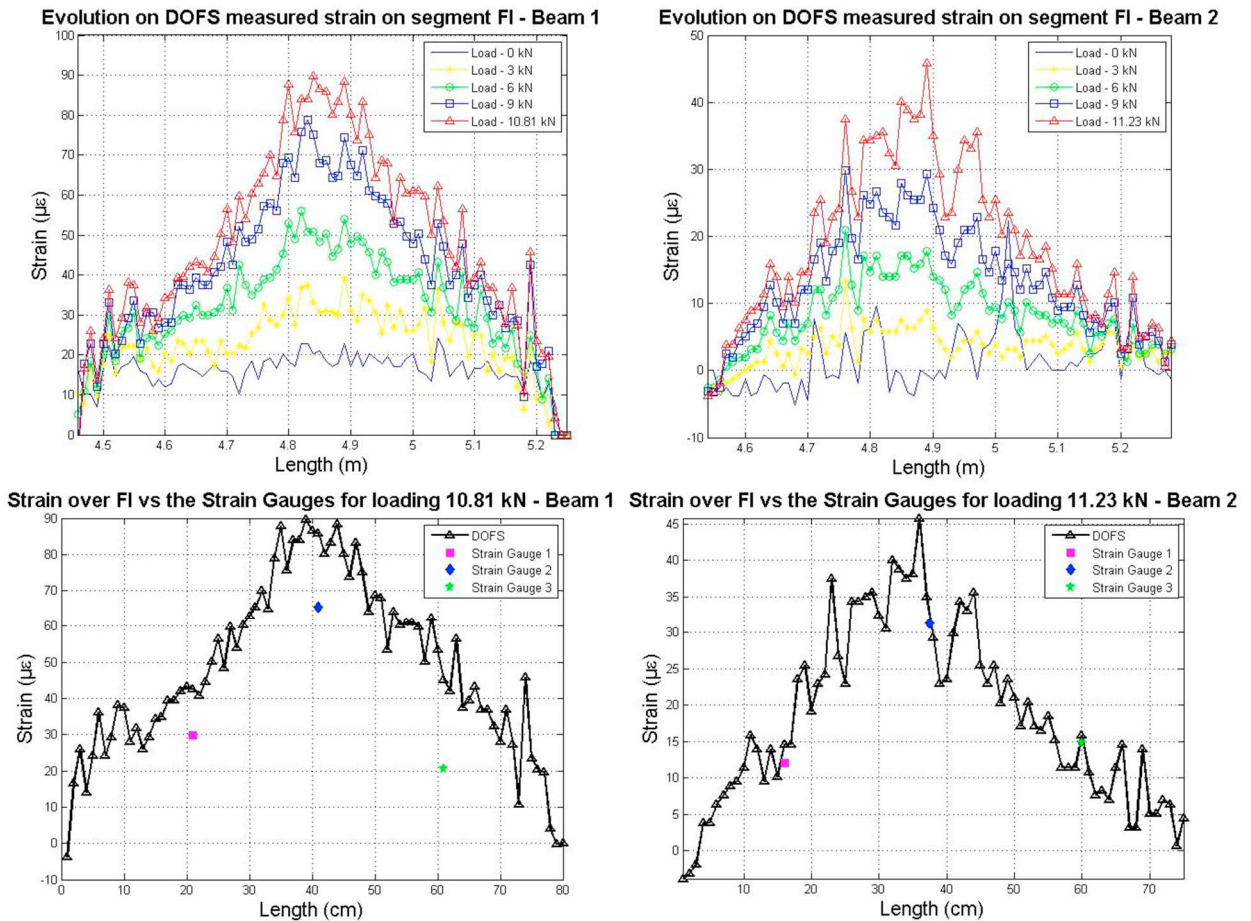 Evolution on DOFS measured strain on segment FI - Beam 1
100
90
80
70
60
50
40
30
20
10
0
Strain (µε)
4.5
4.6
4.7
4.8
4.9
5
5.1
5.2
Length (m)
Load - 0 kN
Load - 3 kN
Load - 6 kN
Load - 9 kN
Load - 10.81 kN
Evolution on DOFS measured strain on segment FI - Beam 2
50
40
30
20
10
0
-10
Strain (µε)
4.6
4.7
4.8
4.9
5
5.1
5.2
Length (m)
Load - 0 kN
Load - 3 kN
Load - 6 kN
Load - 9 kN
Load - 11.23 kN
Strain over FI vs the Strain Gauges for loading 10.81 kN - Beam 1
90
80
70
60
50
40
30
20
10
0
-10
Strain (µε)
0
10
20
30
40
50
60
70
80
Length (cm)
DOFS
Strain Gauge 1
Strain Gauge 2
Strain Gauge 3
Strain over FI vs the Strain Gauges for loading 11.23 kN - Beam 2
45
40
35
30
25
20
15
10
5
0
Strain (µε)
10
20
30
40
50
60
70
Length (cm)
DOFS
Strain Gauge 1
Strain Gauge 2
Strain Gauge 3